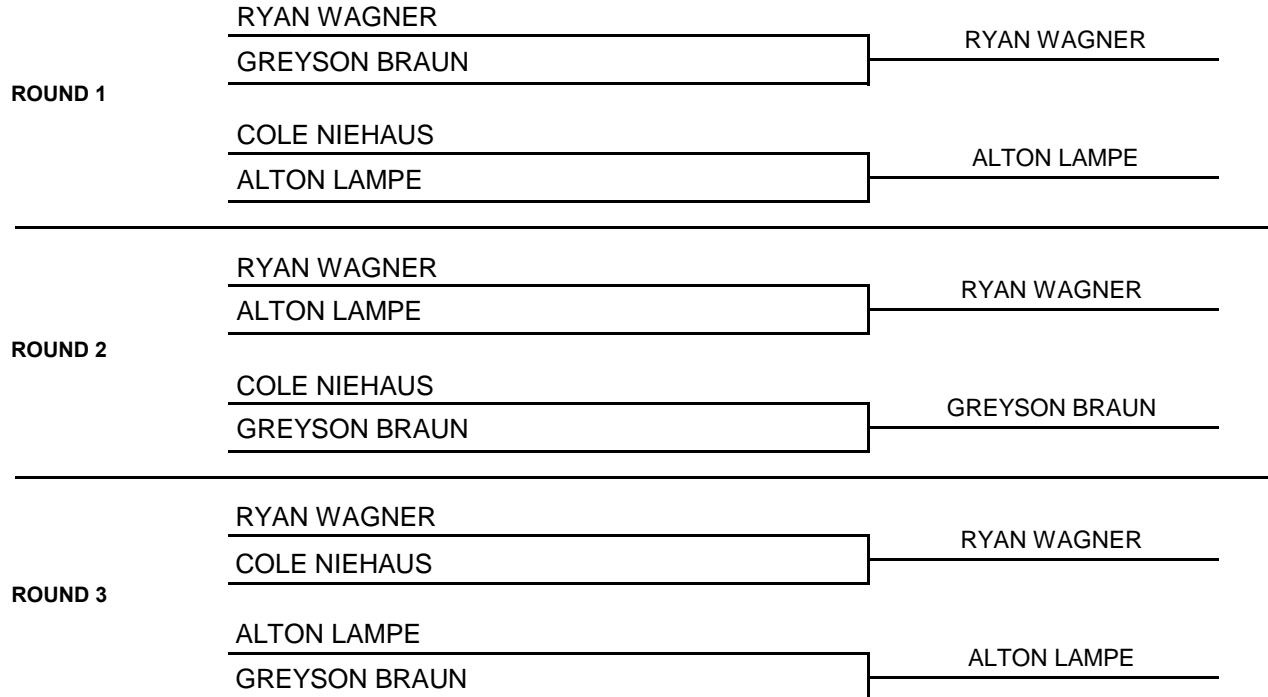 RYAN WAGNER
RYAN WAGNER
GREYSON BRAUN
ROUND 1
COLE NIEHAUS
ALTON LAMPE
ALTON LAMPE
RYAN WAGNER
RYAN WAGNER
ALTON LAMPE
ROUND 2
COLE NIEHAUS
GREYSON BRAUN
GREYSON BRAUN
RYAN WAGNER
RYAN WAGNER
COLE NIEHAUS
ROUND 3
ALTON LAMPE
ALTON LAMPE
GREYSON BRAUN